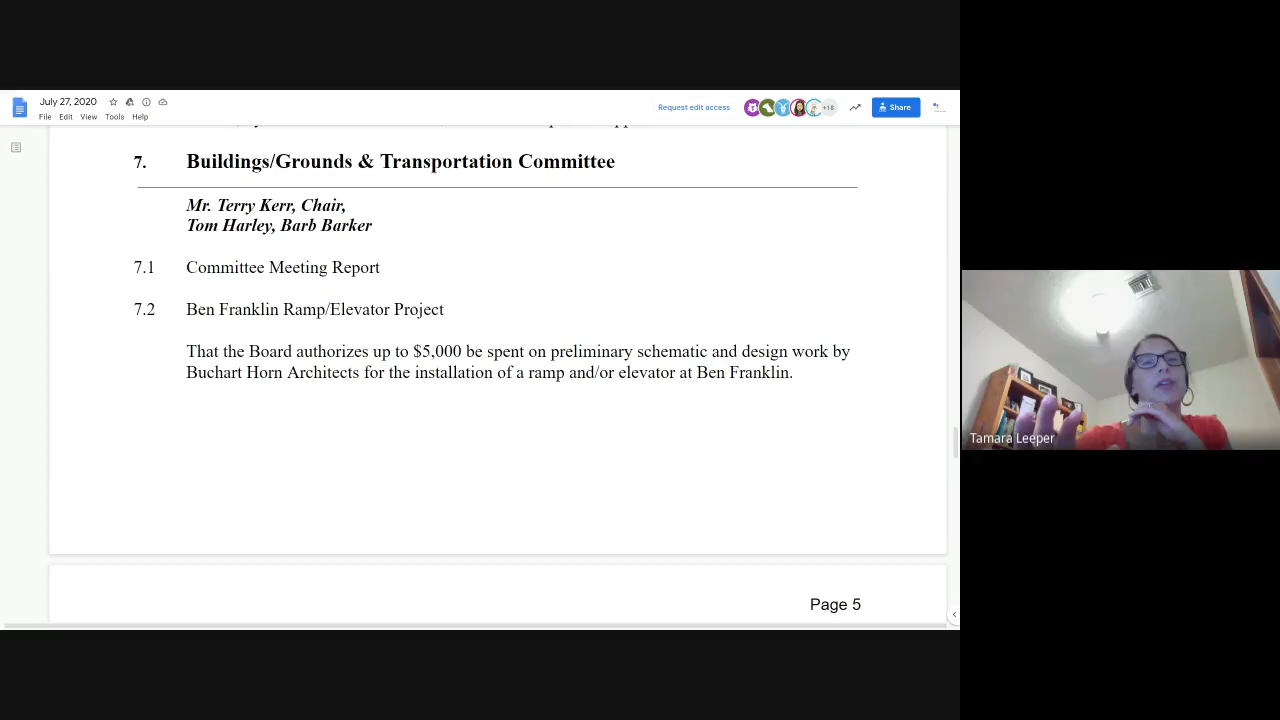 July 27, 2020
File Edit View Tools Help
Request edit access
+18
Share
7. Buildings/Grounds & Transportation Committee
Mr. Terry Kerr, Chair,
Tom Harley, Barb Barker
7.1 Committee Meeting Report
7.2 Ben Franklin Ramp/Elevator Project
That the Board authorizes up to $5,000 be spent on preliminary schematic and design work by
Buchart Horn Architects for the installation of a ramp and/or elevator at Ben Franklin.
Page 5
Tamara Leeper